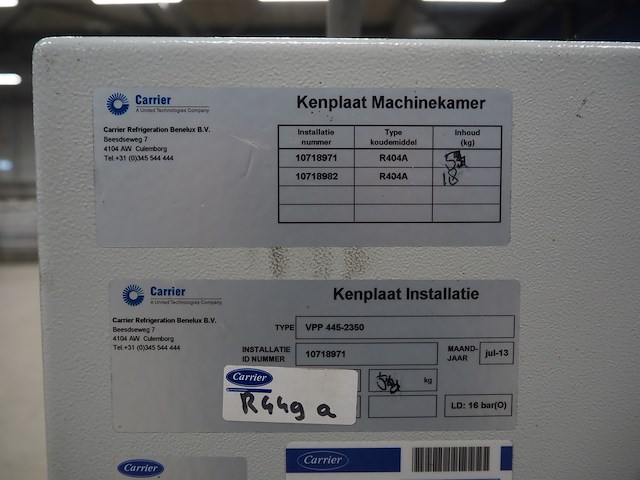 Carrier
A United Technologies Company
Carrier Refrigeration Benelux B.V.
Beesdseweg 7
4104 AW Culemborg
Tel.+31 (0)345 544 444
Kenplaat Machinekamer
Installatie nummer Type koudemiddel Inhoud (kg)
10718971 R404A
10718982 R404A 18
Carrier
A United Technologies Company
Carrier Refrigeration Benelux B.V.
Beesdseweg 7
4104 AW Culemborg
Tel.+31 (0)345 544 444
Kenplaat Installatie
TYPE VPP 445-2350
INSTALLATIE ID NUMMER 10718971 MAAND- JAAR jul-13
kg
LD: 16 bar(O)
Carrier
R449a
Carrier
Carrier